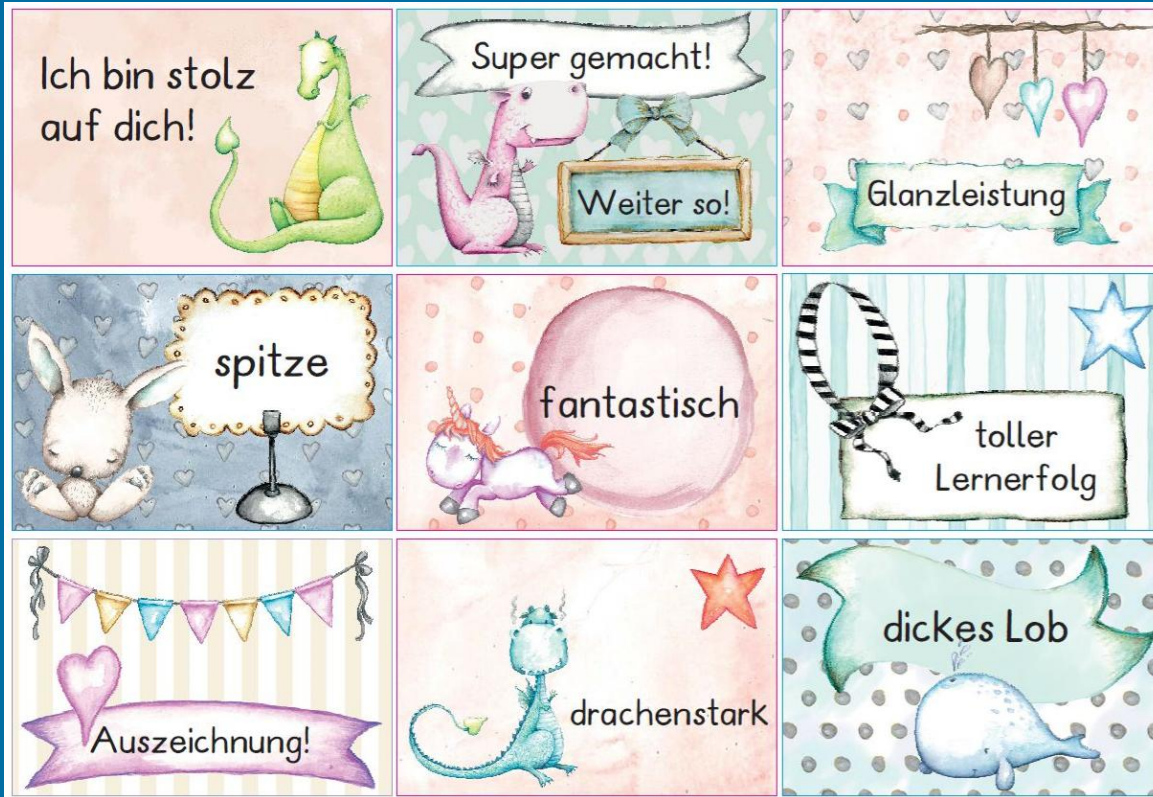 Ich bin stolz
auf dich!
Super gemacht!
Weiter so!
Glanzleistung
spitze
fantastisch
toller
Lernerfolg
Auszeichnung!
drachenstark
dickes Lob